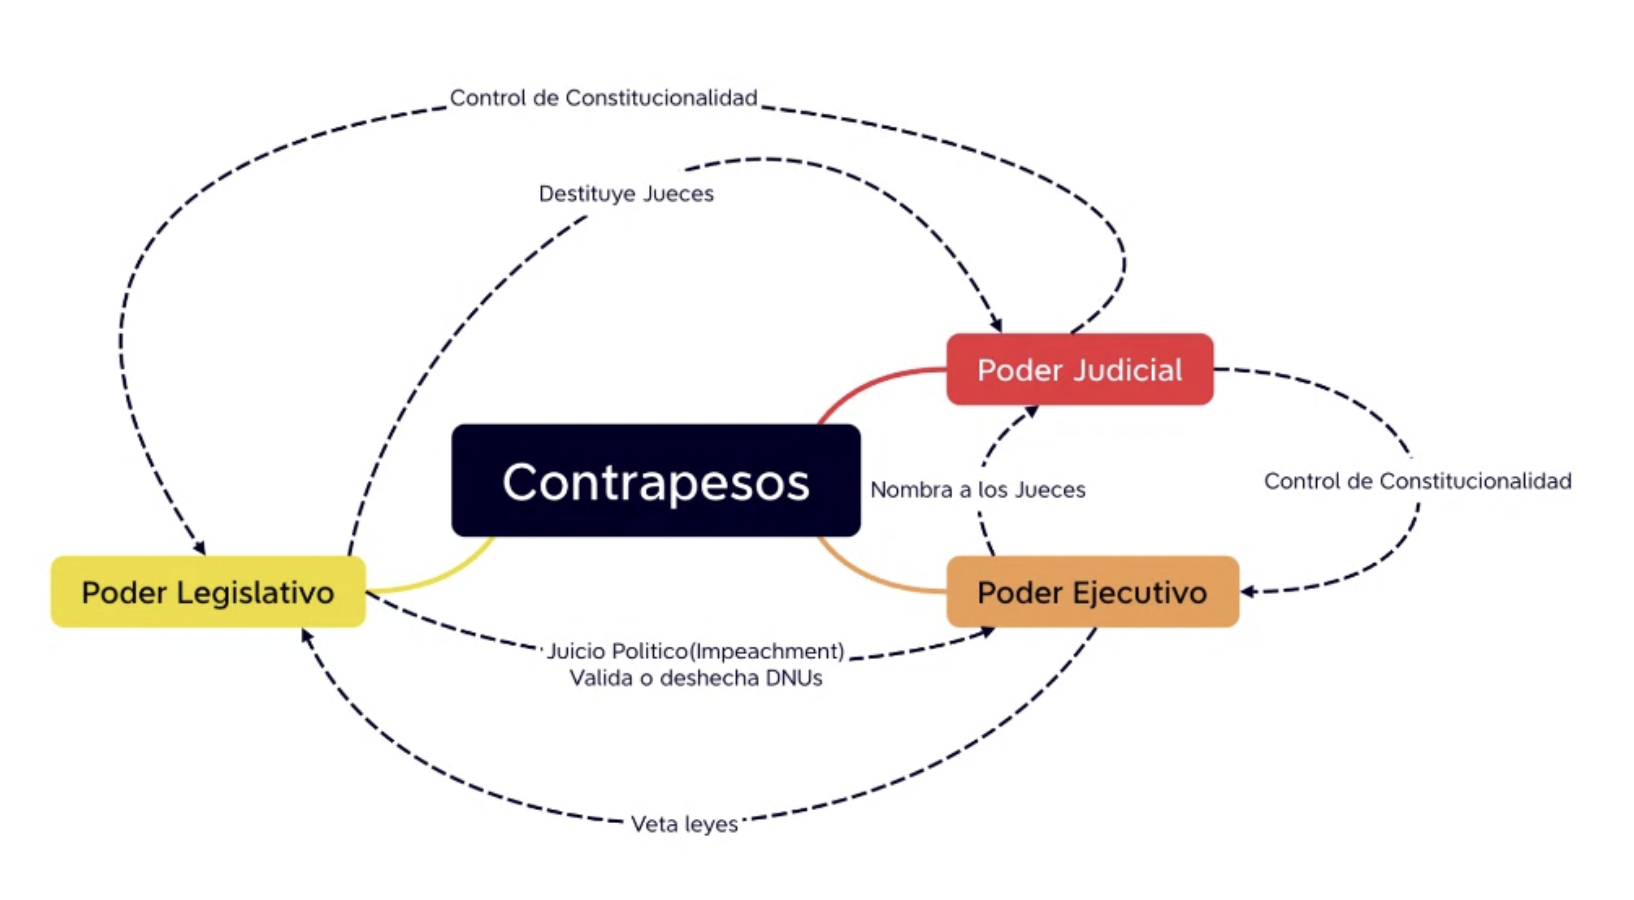 Control de Constitucionalidad
Destituye Jueces
Poder Judicial
Contrapesos
Nombra a los Jueces
Control de Constitucionalidad
Poder Legislativo
Poder Ejecutivo
Juicio Politico(Impeachment)
Valida o deshecha DNUs
Veta leyes